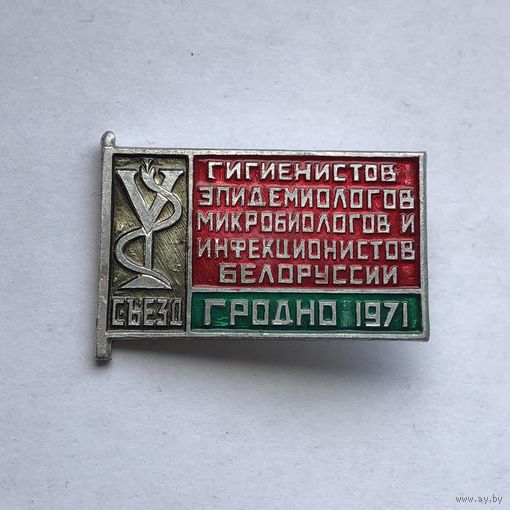 V
СЪЕЗД
ГИГИЕНИСТОВ
ЭПИДЕМИОЛОГОВ
МИКРОБИОЛОГОВ И
ИНФЕКЦИОНИСТОВ
БЕЛОРУССИИ
ГРОДНО 1971
www.ay.by